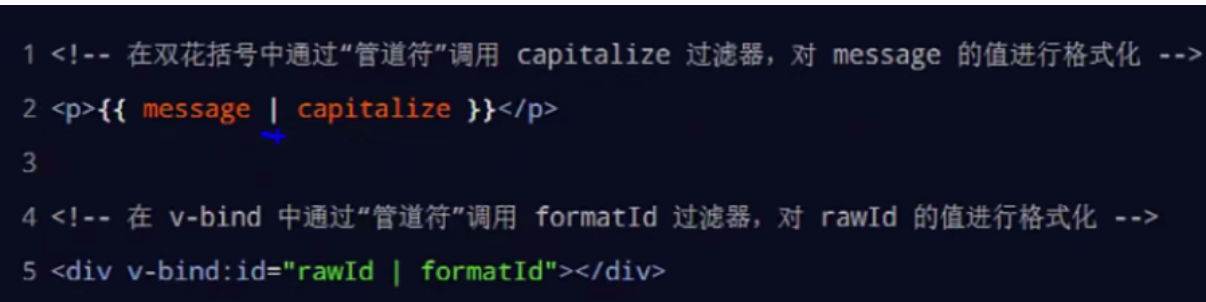 1 <!-- 在双花括号中通过“管道符”调用 capitalize 过滤器，对 message 的值进行格式化 -->
2 <p>{{ message | capitalize }}</p>
3
4 <!-- 在 v-bind 中通过“管道符”调用 formatId 过滤器，对 rawId 的值进行格式化 -->
5 <div v-bind:id="rawId | formatId"></div>